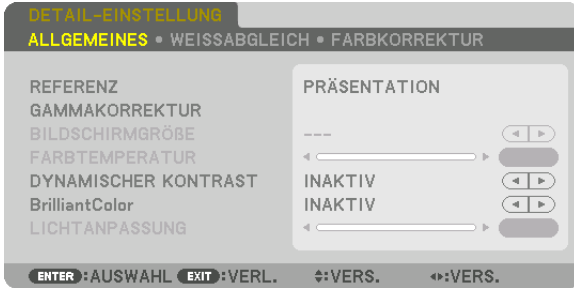 DETAIL-EINSTELLUNG
ALLGEMEINES • WEISSABGLEICH • FARBKORREKTUR
REFERENZ PRÄSENTATION
GAMMAKORREKTUR
BILDSCHIRMGRÖßE ---
FARBTEMPERATUR
DYNAMISCHER KONTRAST INAKTIV
BrilliantColor INAKTIV
LICHTANPASSUNG
ENTER:AUSWAHL EXIT:VERL. :VERS. :VERS.